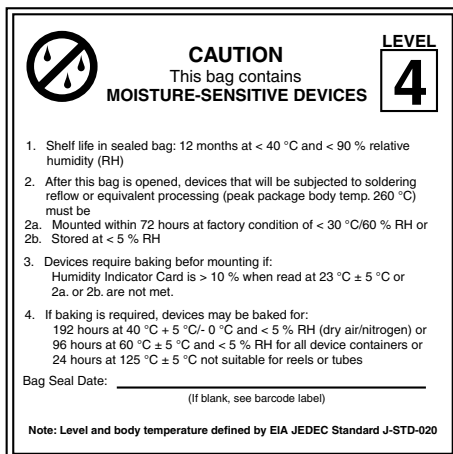 CAUTION
LEVEL
This bag contains
MOISTURE-SENSITIVE DEVICES
4
1. Shelf life in sealed bag: 12 months at < 40 °C and < 90 % relative
humidity (RH)
2. After this bag is opened, devices that will be subjected to soldering
reflow or equivalent processing (peak package body temp. 260 °C)
must be
2a. Mounted within 72 hours at factory condition of < 30 °C/60 % RH or
2b. Stored at < 5 % RH
3. Devices require baking befor mounting if:
Humidity Indicator Card is > 10 % when read at 23 °C ± 5 °C or
2a. or 2b. are not met.
4. If baking is required, devices may be baked for:
192 hours at 40 °C + 5 °C/- 0 °C and < 5 % RH (dry air/nitrogen) or
96 hours at 60 °C ± 5 °C and < 5 % RH for all device containers or
24 hours at 125 °C ± 5 °C not suitable for reels or tubes
Bag Seal Date:
(If blank, see barcode label)
Note: Level and body temperature defined by EIA JEDEC Standard J-STD-020